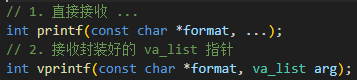 // 1. 直接接收 ...
int printf(const char *format, ...);
// 2. 接收封装好的 va_list 指针
int vprintf(const char *format, va_list arg);